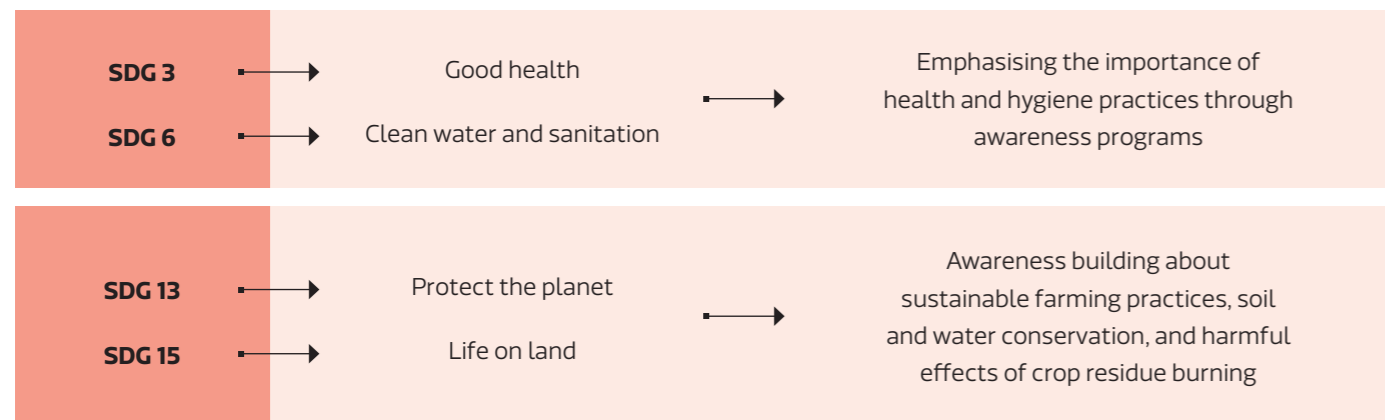 SDG 3
Good health
SDG 6
Clean water and sanitation
Emphasising the importance of
health and hygiene practices through
awareness programs
SDG 13
Protect the planet
SDG 15
Life on land
Awareness building about
sustainable farming practices, soil
and water conservation, and harmful
effects of crop residue burning